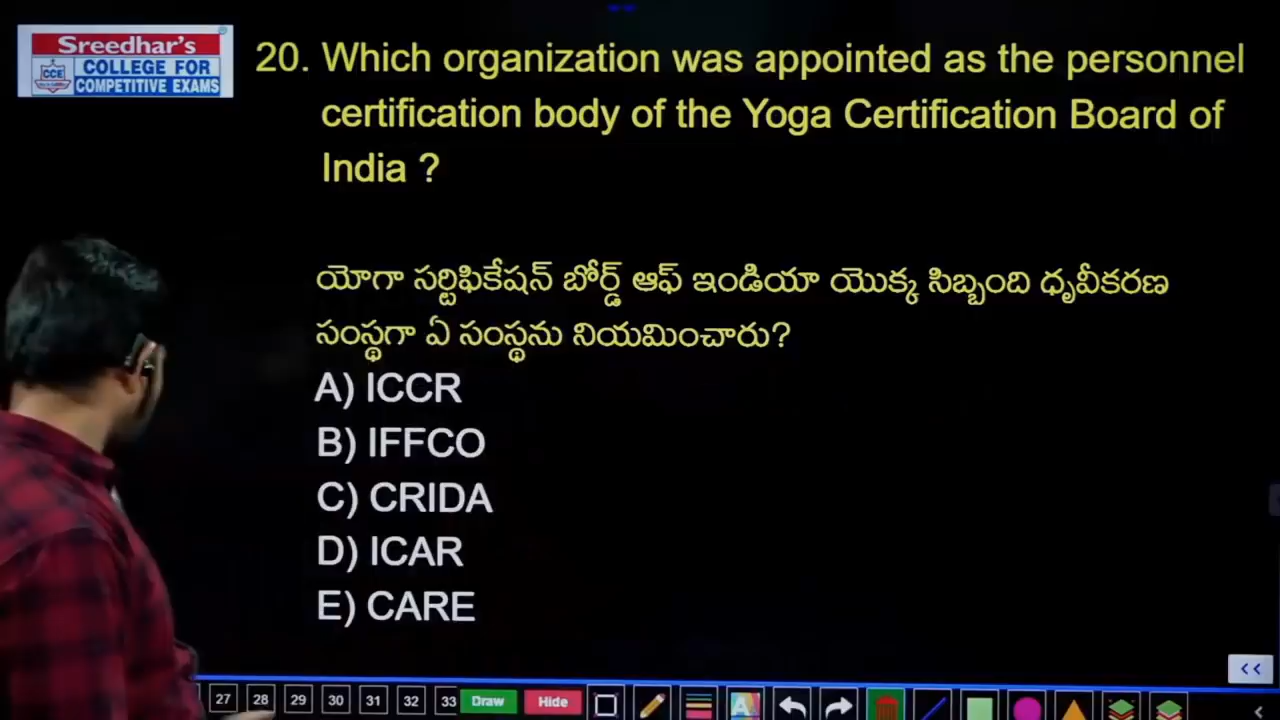 Sreedhar's
CCE
COLLEGE FOR
COMPETITIVE EXAMS
20. Which organization was appointed as the personnel
certification body of the Yoga Certification Board of
India ?
యోగా సర్టిఫికేషన్ బోర్డ్ ఆఫ్ ఇండియా యొక్క సిబ్బంది ధృవీకరణ
సంస్థగా ఏ సంస్థను నియమించారు?
A) ICCR
B) IFFCO
C) CRIDA
D) ICAR
E) CARE
<<
27 28 29 30 31 32 33 Draw Hide A <